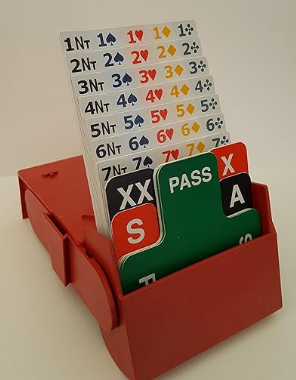 1NT 1♠ 1♥ 1♦ 1♣
2NT 2♠ 2♥ 2♦ 2♣
3NT 3♠ 3♥ 3♦ 3♣
4NT 4♠ 4♥ 4♦ 4♣
5NT 5♠ 5♥ 5♦ 5♣
6NT 6♠ 6♥ 6♦ 6♣
7NT 7♠ 7♥ 7♦ 7♣
XX PASS X
S A